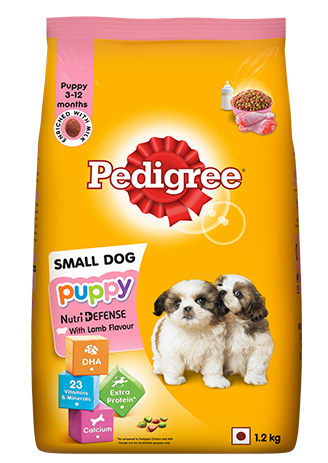 Puppy
3-12
months
ENRICHED WITH MILK
Pedigree®
SMALL DOG
puppy
Nutri DEFENSE
With Lamb Flavour
DHA
23
Vitamins &
Minerals
Extra
Protein*
Calcium
1.2 kg